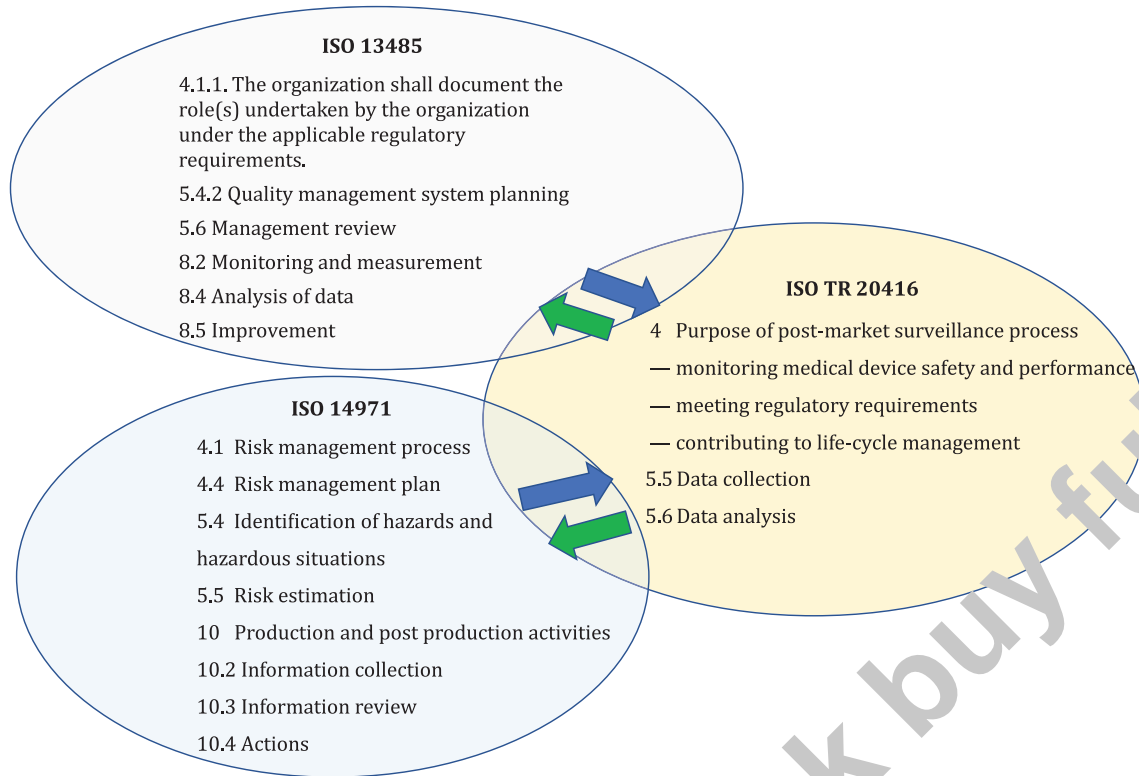 ISO 13485
4.1.1. The organization shall document the
role(s) undertaken by the organization
under the applicable regulatory
requirements.
5.4.2 Quality management system planning
5.6 Management review
8.2 Monitoring and measurement
8.4 Analysis of data
8.5 Improvement
ISO 14971
4.1 Risk management process
4.4 Risk management plan
5.4 Identification of hazards and
hazardous situations
5.5 Risk estimation
10 Production and post production activities
10.2 Information collection
10.3 Information review
10.4 Actions
ISO TR 20416
4 Purpose of post-market surveillance process
— monitoring medical device safety and performance
— meeting regulatory requirements
— contributing to life-cycle management
5.5 Data collection
5.6 Data analysis
k buy fu